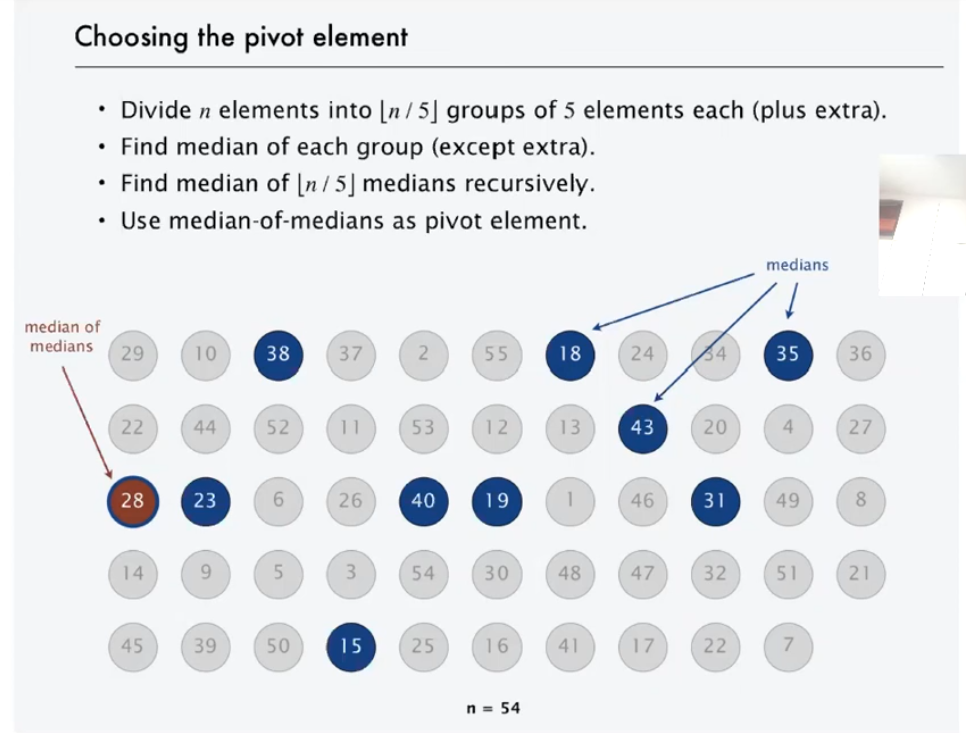 Choosing the pivot element
• Divide n elements into ⌊n / 5⌋ groups of 5 elements each (plus extra).
• Find median of each group (except extra).
• Find median of ⌊n / 5⌋ medians recursively.
• Use median-of-medians as pivot element.
medians
median of
medians
29 10 38 37 2 55 18 24 34 35 36
22 44 52 11 53 12 13 43 20 4 27
28 23 6 26 40 19 1 46 31 49 8
14 9 5 3 54 30 48 47 32 51 21
45 39 50 15 25 16 41 17 22 7
n = 54